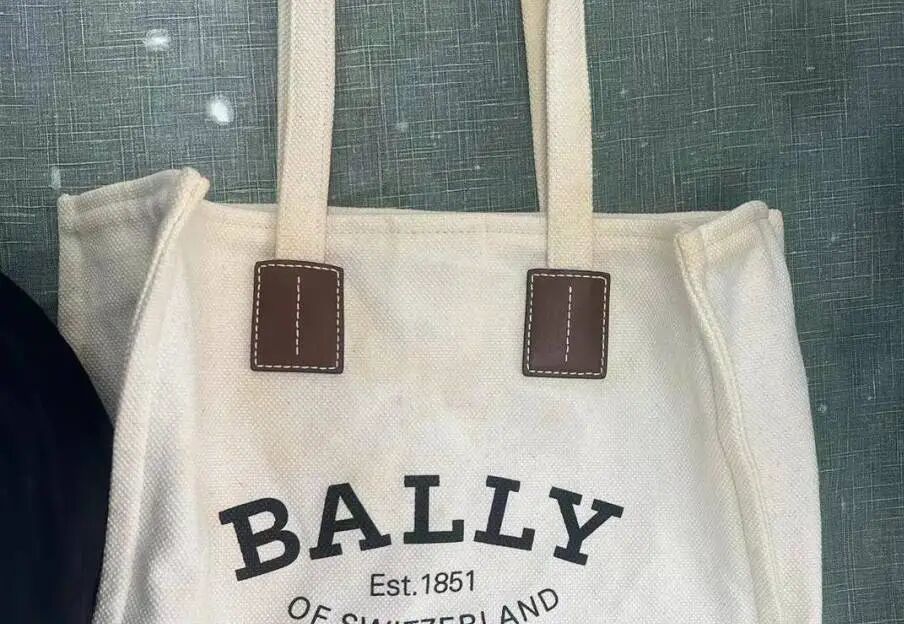 BALLY
Est.1851
OF SWITZERLAND